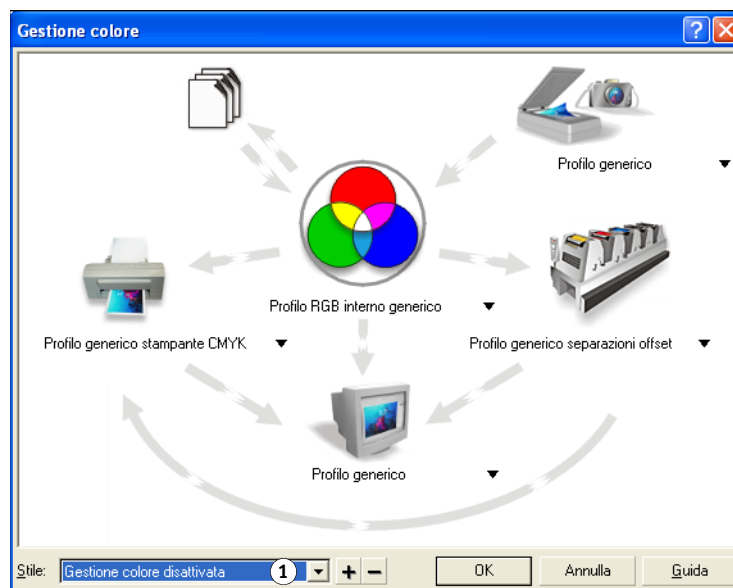 Gestione colore
Profilo generico
Profilo RGB interno generico
Profilo generico stampante CMYK
Profilo generico separazioni offset
Profilo generico
Stile: Gestione colore disattivata 1 + − OK Annulla Guida